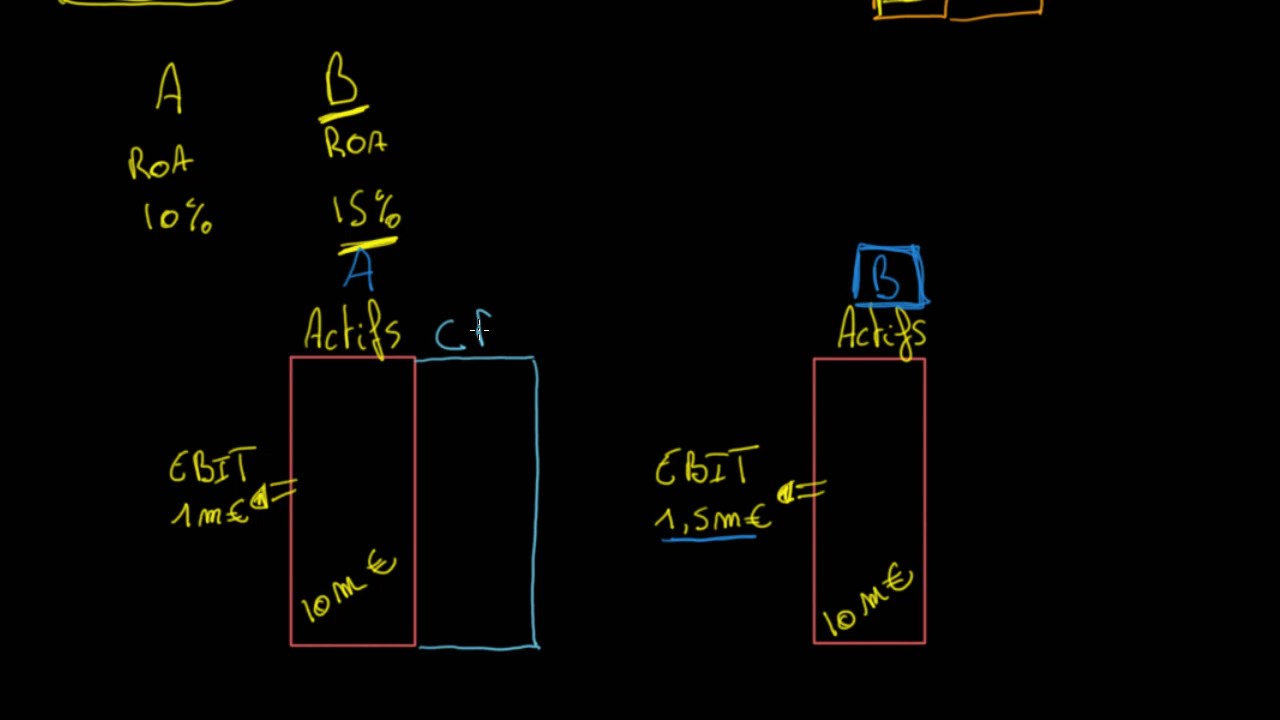 A
B
ROA
ROA
10%
15%
A
B
Actifs
Actifs
EBIT
1m€
10m€
EBIT
1,5m€
10m€